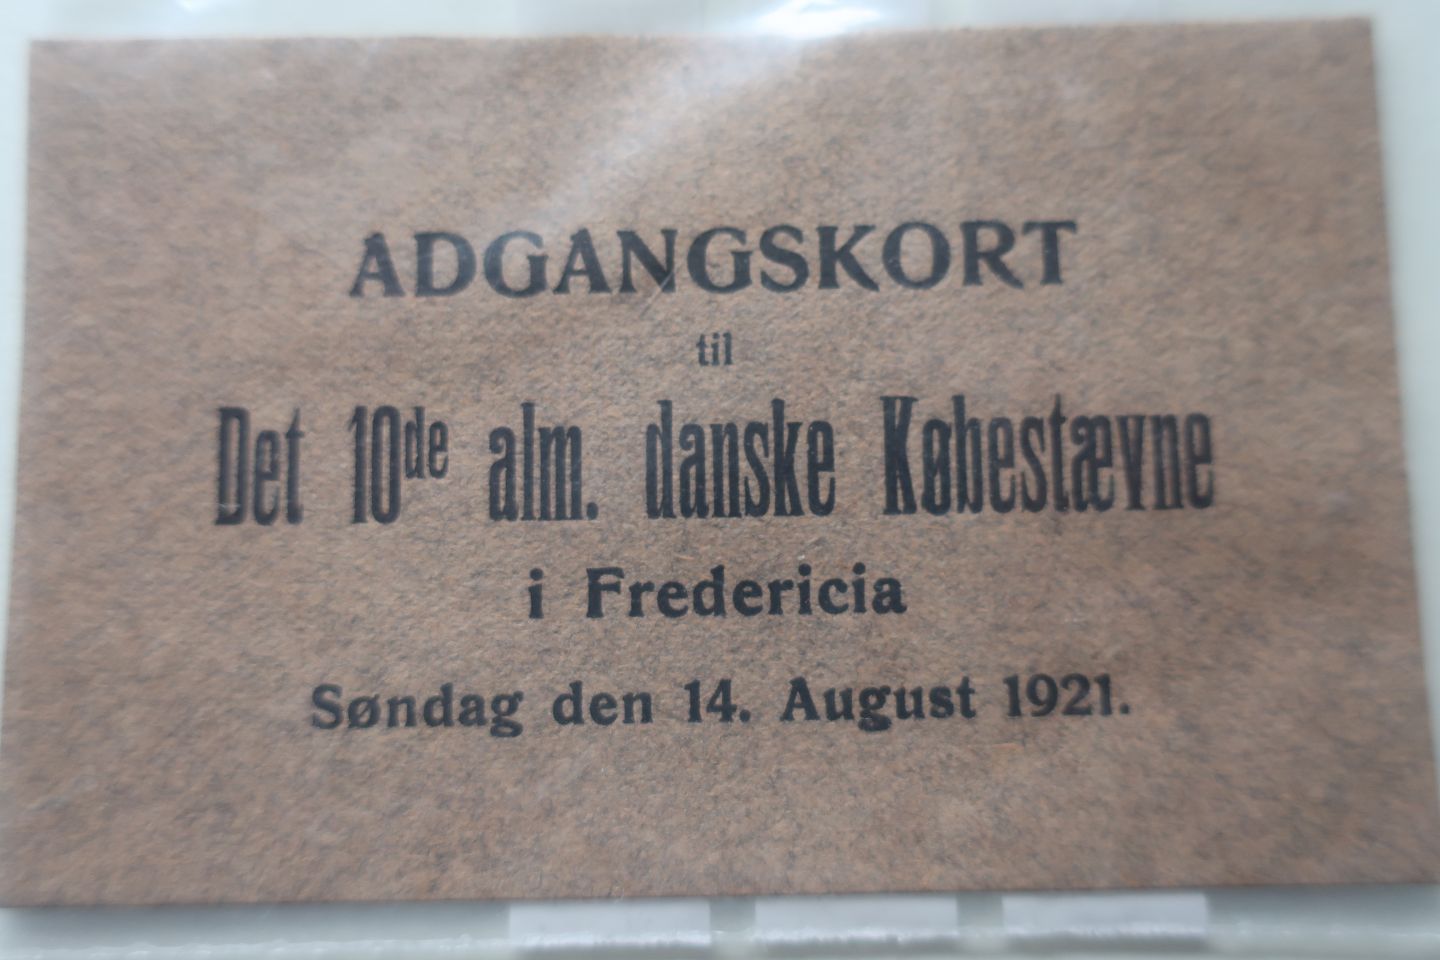 ADGANGSKORT
til
Det 10de alm. danske Købestævne
i Fredericia
Søndag den 14. August 1921.